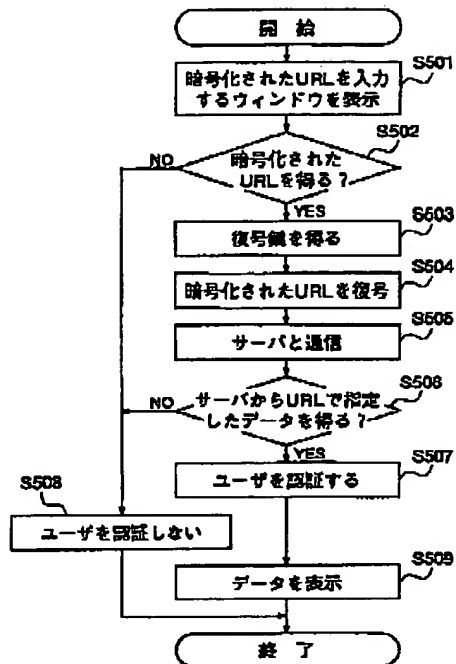 開 始
S501
暗号化されたURLを入力
するウィンドウを表示
S502
NO
暗号化された
URLを得る？
YES
S503
復号鍵を得る
S504
暗号化されたURLを復号
S505
サーバと通信
S506
NO
サーバからURLで指定
したデータを得る？
YES
S507
ユーザを認証する
S508
ユーザを認証しない
S509
データを表示
終 了